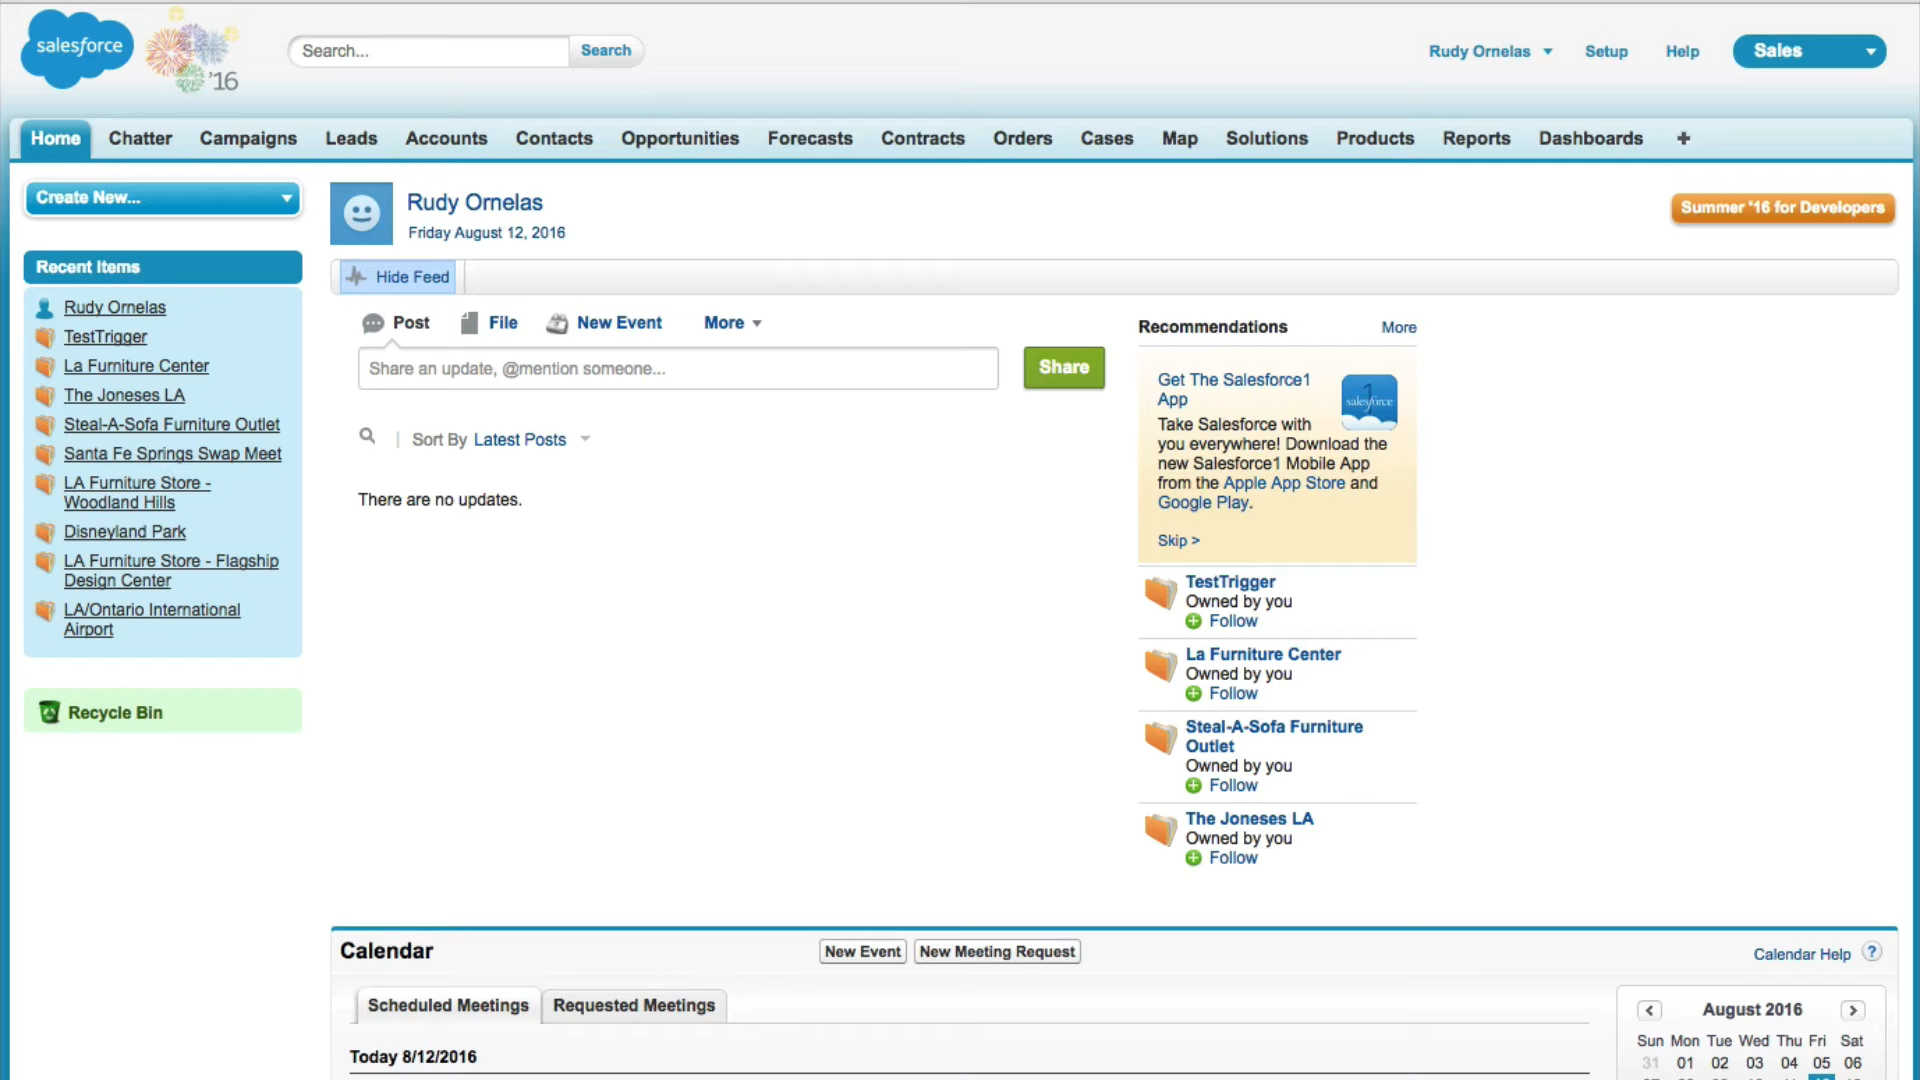 salesforce
'16
Search...
Search
Rudy Ornelas
Setup
Help
Sales
Home
Chatter
Campaigns
Leads
Accounts
Contacts
Opportunities
Forecasts
Contracts
Orders
Cases
Map
Solutions
Products
Reports
Dashboards
+
Create New...
Recent Items
Rudy Ornelas
TestTrigger
La Furniture Center
The Joneses LA
Steal-A-Sofa Furniture Outlet
Santa Fe Springs Swap Meet
LA Furniture Store -
Woodland Hills
Disneyland Park
LA Furniture Store - Flagship
Design Center
LA/Ontario International
Airport
Recycle Bin
Rudy Ornelas
Friday August 12, 2016
Summer '16 for Developers
Hide Feed
Post
File
New Event
More
Share an update, @mention someone...
Share
Sort By Latest Posts
There are no updates.
Recommendations
More
Get The Salesforce1
App
1
salesforce
Take Salesforce with
you everywhere! Download the
new Salesforce1 Mobile App
from the Apple App Store and
Google Play.
Skip >
TestTrigger
Owned by you
Follow
La Furniture Center
Owned by you
Follow
Steal-A-Sofa Furniture
Outlet
Owned by you
Follow
The Joneses LA
Owned by you
Follow
Calendar
New Event
New Meeting Request
Calendar Help ?
Scheduled Meetings
Requested Meetings
Today 8/12/2016
August 2016
Sun Mon Tue Wed Thu Fri Sat
31 01 02 03 04 05 06